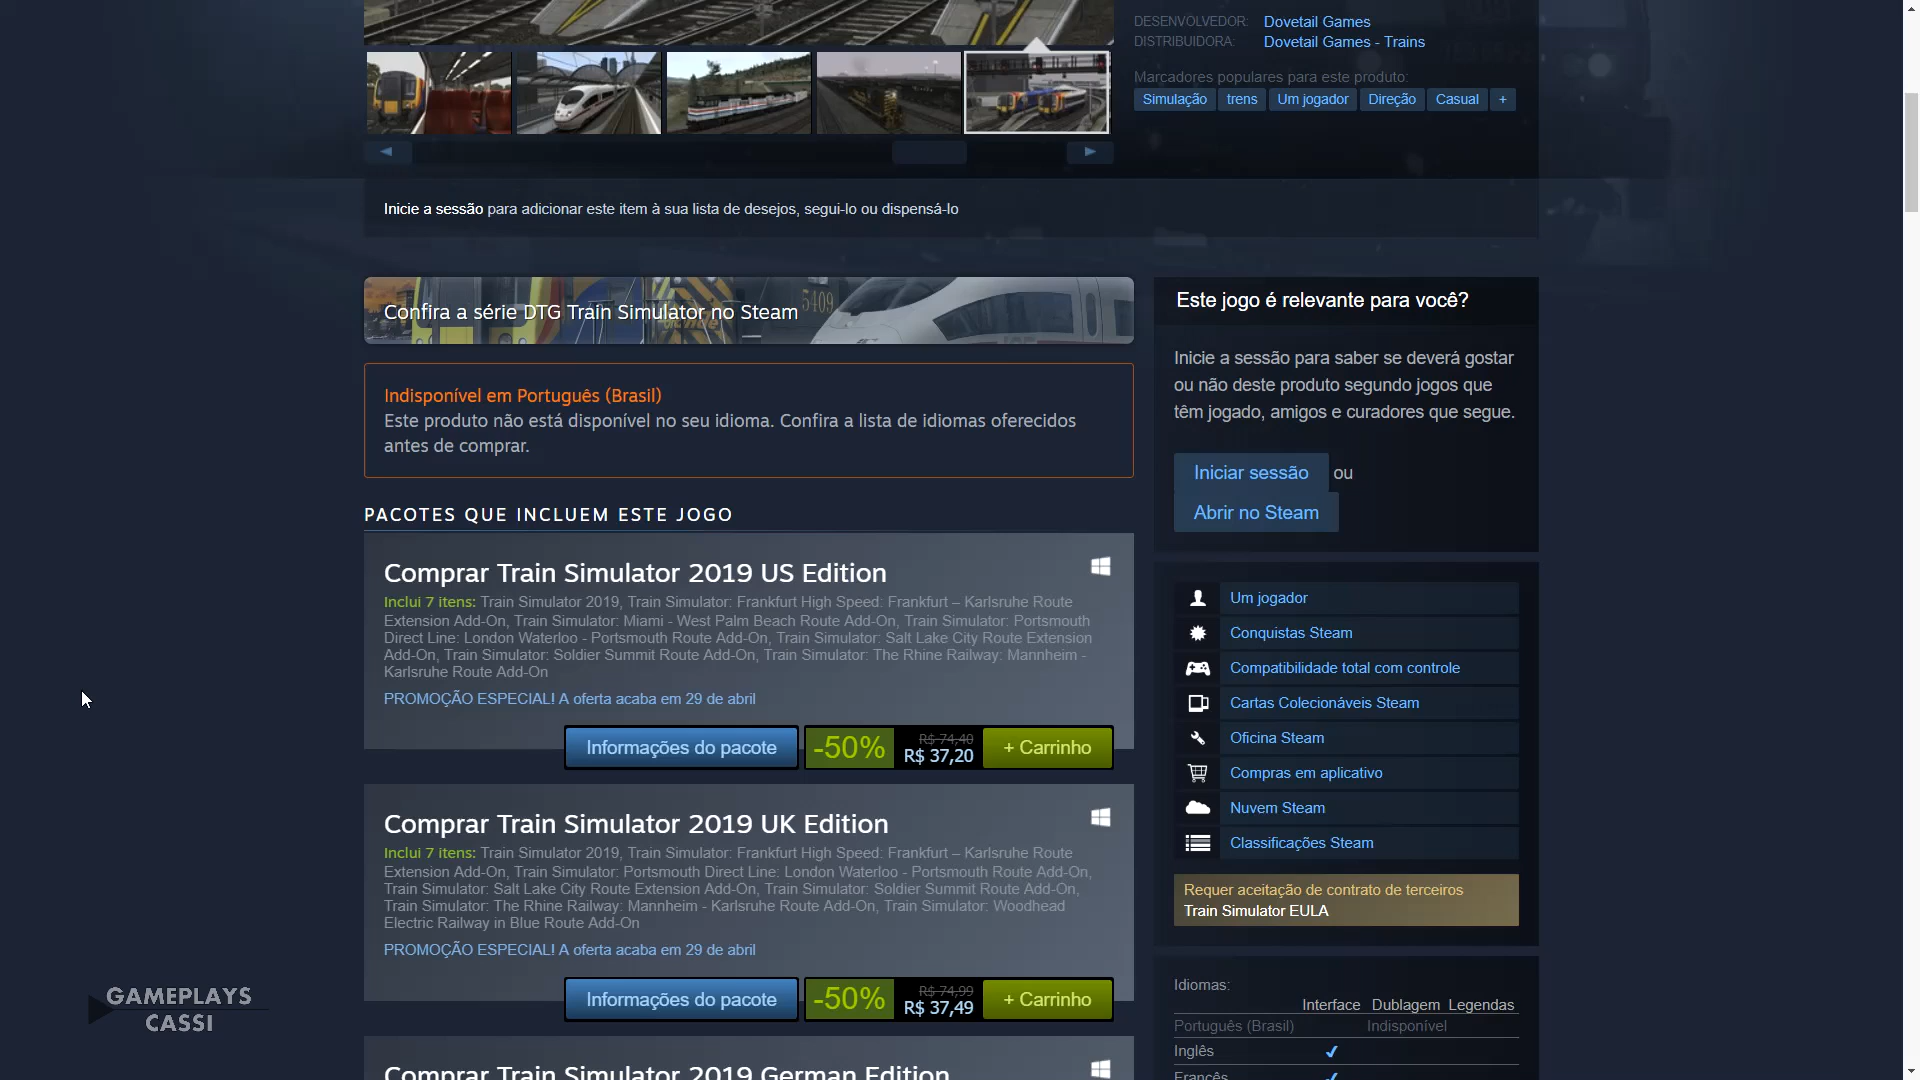 DESENVOLVEDOR: Dovetail Games
DISTRIBUIDORA: Dovetail Games - Trains
Marcadores populares para este produto:
Simulação trens Um jogador Direção Casual +
Inicie a sessão para adicionar este item à sua lista de desejos, segui-lo ou dispensá-lo
Confira a série DTG Train Simulator no Steam
5409
Indisponível em Português (Brasil)
Este produto não está disponível no seu idioma. Confira a lista de idiomas oferecidos
antes de comprar.
PACOTES QUE INCLUEM ESTE JOGO
Comprar Train Simulator 2019 US Edition
Inclui 7 itens: Train Simulator 2019, Train Simulator: Frankfurt High Speed: Frankfurt – Karlsruhe Route
Extension Add-On, Train Simulator: Miami - West Palm Beach Route Add-On, Train Simulator: Portsmouth
Direct Line: London Waterloo - Portsmouth Route Add-On, Train Simulator: Salt Lake City Route Extension
Add-On, Train Simulator: Soldier Summit Route Add-On, Train Simulator: The Rhine Railway: Mannheim -
Karlsruhe Route Add-On
PROMOÇÃO ESPECIAL! A oferta acaba em 29 de abril
Informações do pacote -50% R$ 74,40 R$ 37,20 + Carrinho
Comprar Train Simulator 2019 UK Edition
Inclui 7 itens: Train Simulator 2019, Train Simulator: Frankfurt High Speed: Frankfurt – Karlsruhe Route
Extension Add-On, Train Simulator: Portsmouth Direct Line: London Waterloo - Portsmouth Route Add-On,
Train Simulator: Salt Lake City Route Extension Add-On, Train Simulator: Soldier Summit Route Add-On,
Train Simulator: The Rhine Railway: Mannheim - Karlsruhe Route Add-On, Train Simulator: Woodhead
Electric Railway in Blue Route Add-On
PROMOÇÃO ESPECIAL! A oferta acaba em 29 de abril
Informações do pacote -50% R$ 74,99 R$ 37,49 + Carrinho
Comprar Train Simulator 2019 German Edition
Este jogo é relevante para você?
Inicie a sessão para saber se deverá gostar
ou não deste produto segundo jogos que
têm jogado, amigos e curadores que segue.
Iniciar sessão ou
Abrir no Steam
Um jogador
Conquistas Steam
Compatibilidade total com controle
Cartas Colecionáveis Steam
Oficina Steam
Compras em aplicativo
Nuvem Steam
Classificações Steam
Requer aceitação de contrato de terceiros
Train Simulator EULA
Idiomas:
Interface Dublagem Legendas
Português (Brasil) Indisponível
Inglês
Francês
GAMEPLAYS
CASSI